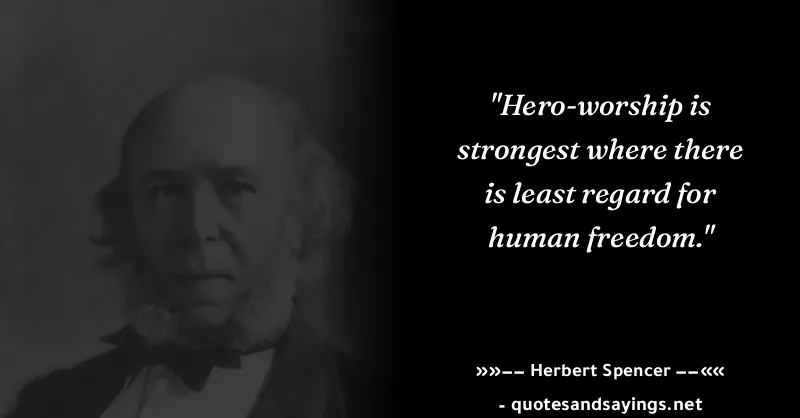 "Hero-worship is
strongest where there
is least regard for
human freedom."
»»–– Herbert Spencer ––««
- quotesandsayings.net